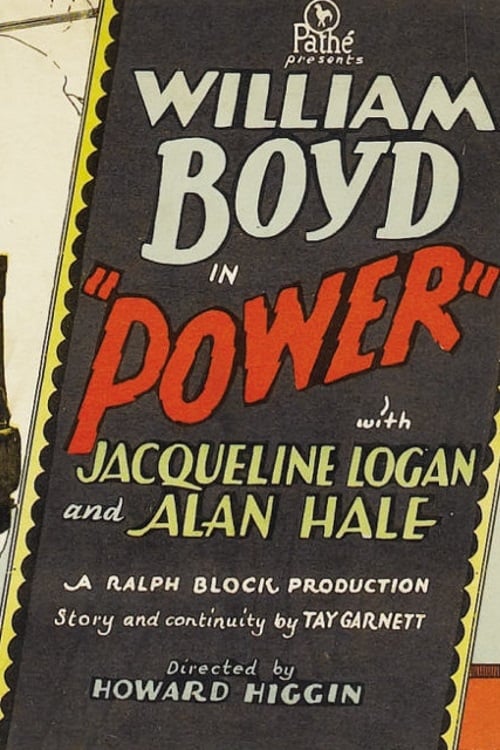 Pathé
presents
WILLIAM
BOYD
IN
"POWER"
with
JACQUELINE LOGAN
and ALAN HALE
A RALPH BLOCK PRODUCTION
Story and continuity by TAY GARNETT
Directed by
HOWARD HIGGIN